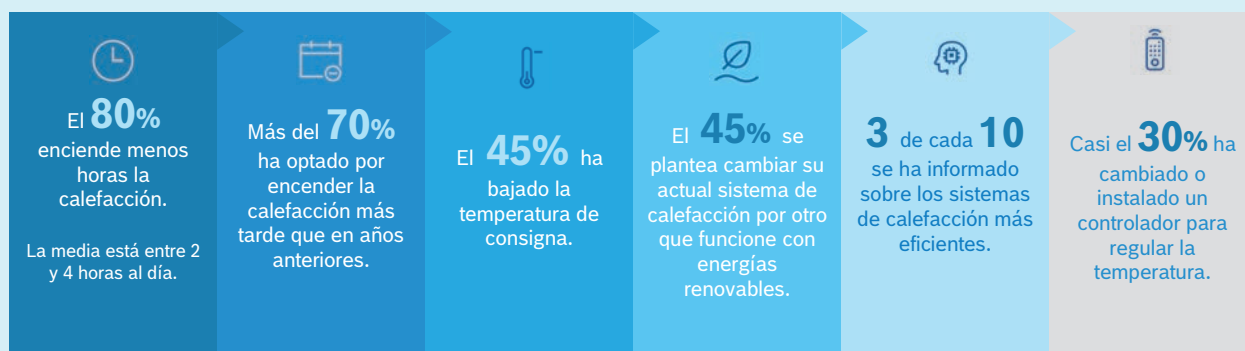 El 80%
enciende menos
horas la
calefacción.
La media está entre 2
y 4 horas al día.
Más del 70%
ha optado por
encender la
calefacción más
tarde que en años
anteriores.
El 45% ha
bajado la
temperatura de
consigna.
El 45% se
plantea cambiar su
actual sistema de
calefacción por otro
que funcione con
energías
renovables.
3 de cada 10
se ha informado
sobre los sistemas
de calefacción más
eficientes.
Casi el 30% ha
cambiado o
instalado un
controlador para
regular la
temperatura.